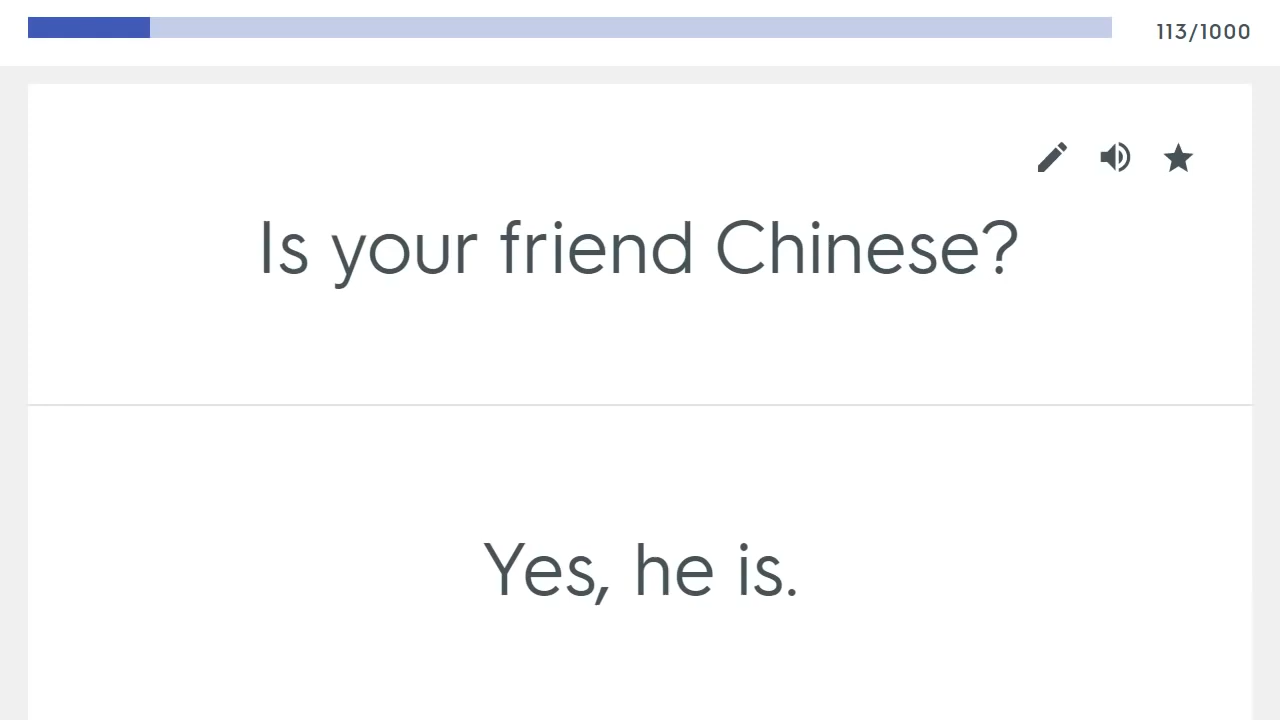 113/1000
Is your friend Chinese?
Yes, he is.